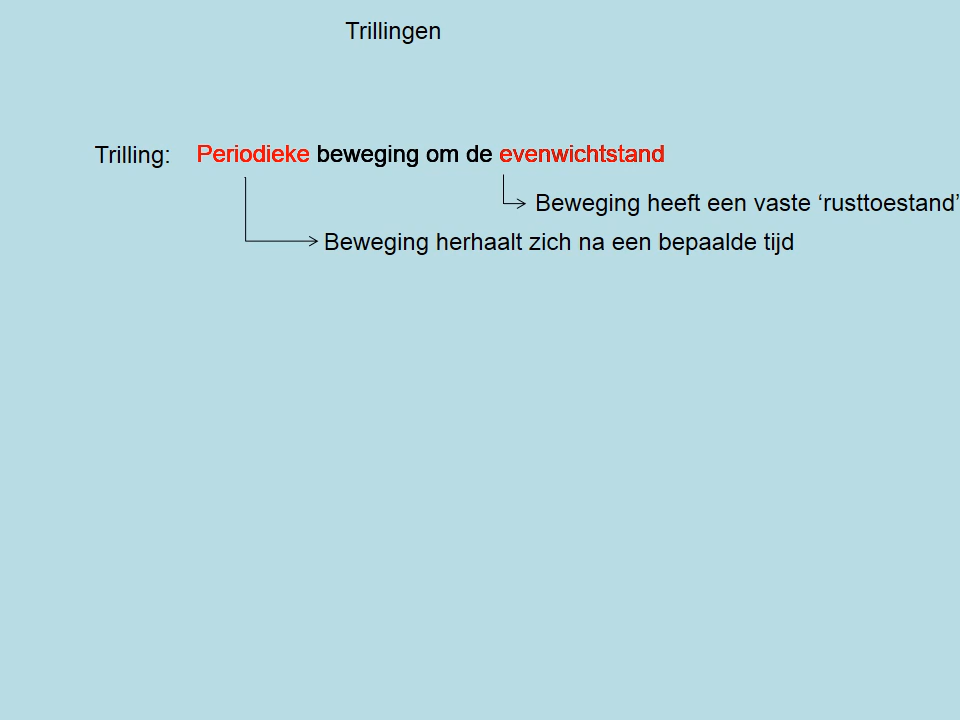 Trillingen
Trilling: Periodieke beweging om de evenwichtstand
Beweging heeft een vaste ‘rusttoestand’
Beweging herhaalt zich na een bepaalde tijd